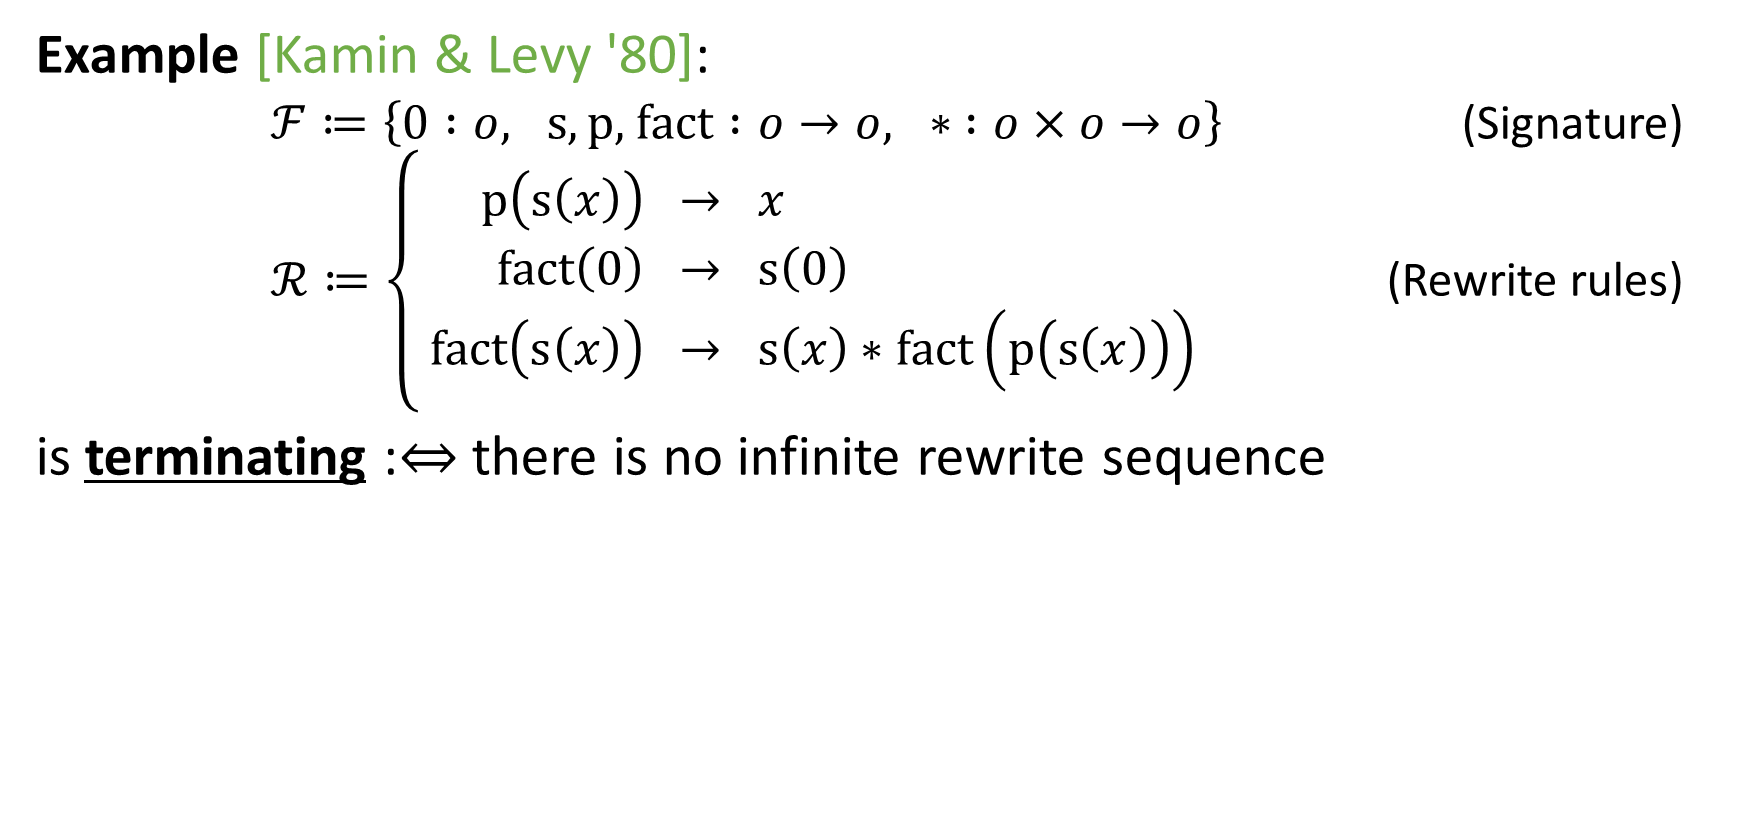 Example [Kamin & Levy '80]:
ℱ ≔ {0 : o, s, p, fact : o → o, ∗ : o × o → o} (Signature)
p(s(x)) → x
fact(0) → s(0)
ℛ ≔ { (Rewrite rules)
fact(s(x)) → s(x) ∗ fact(p(s(x)))
is terminating :⇔ there is no infinite rewrite sequence